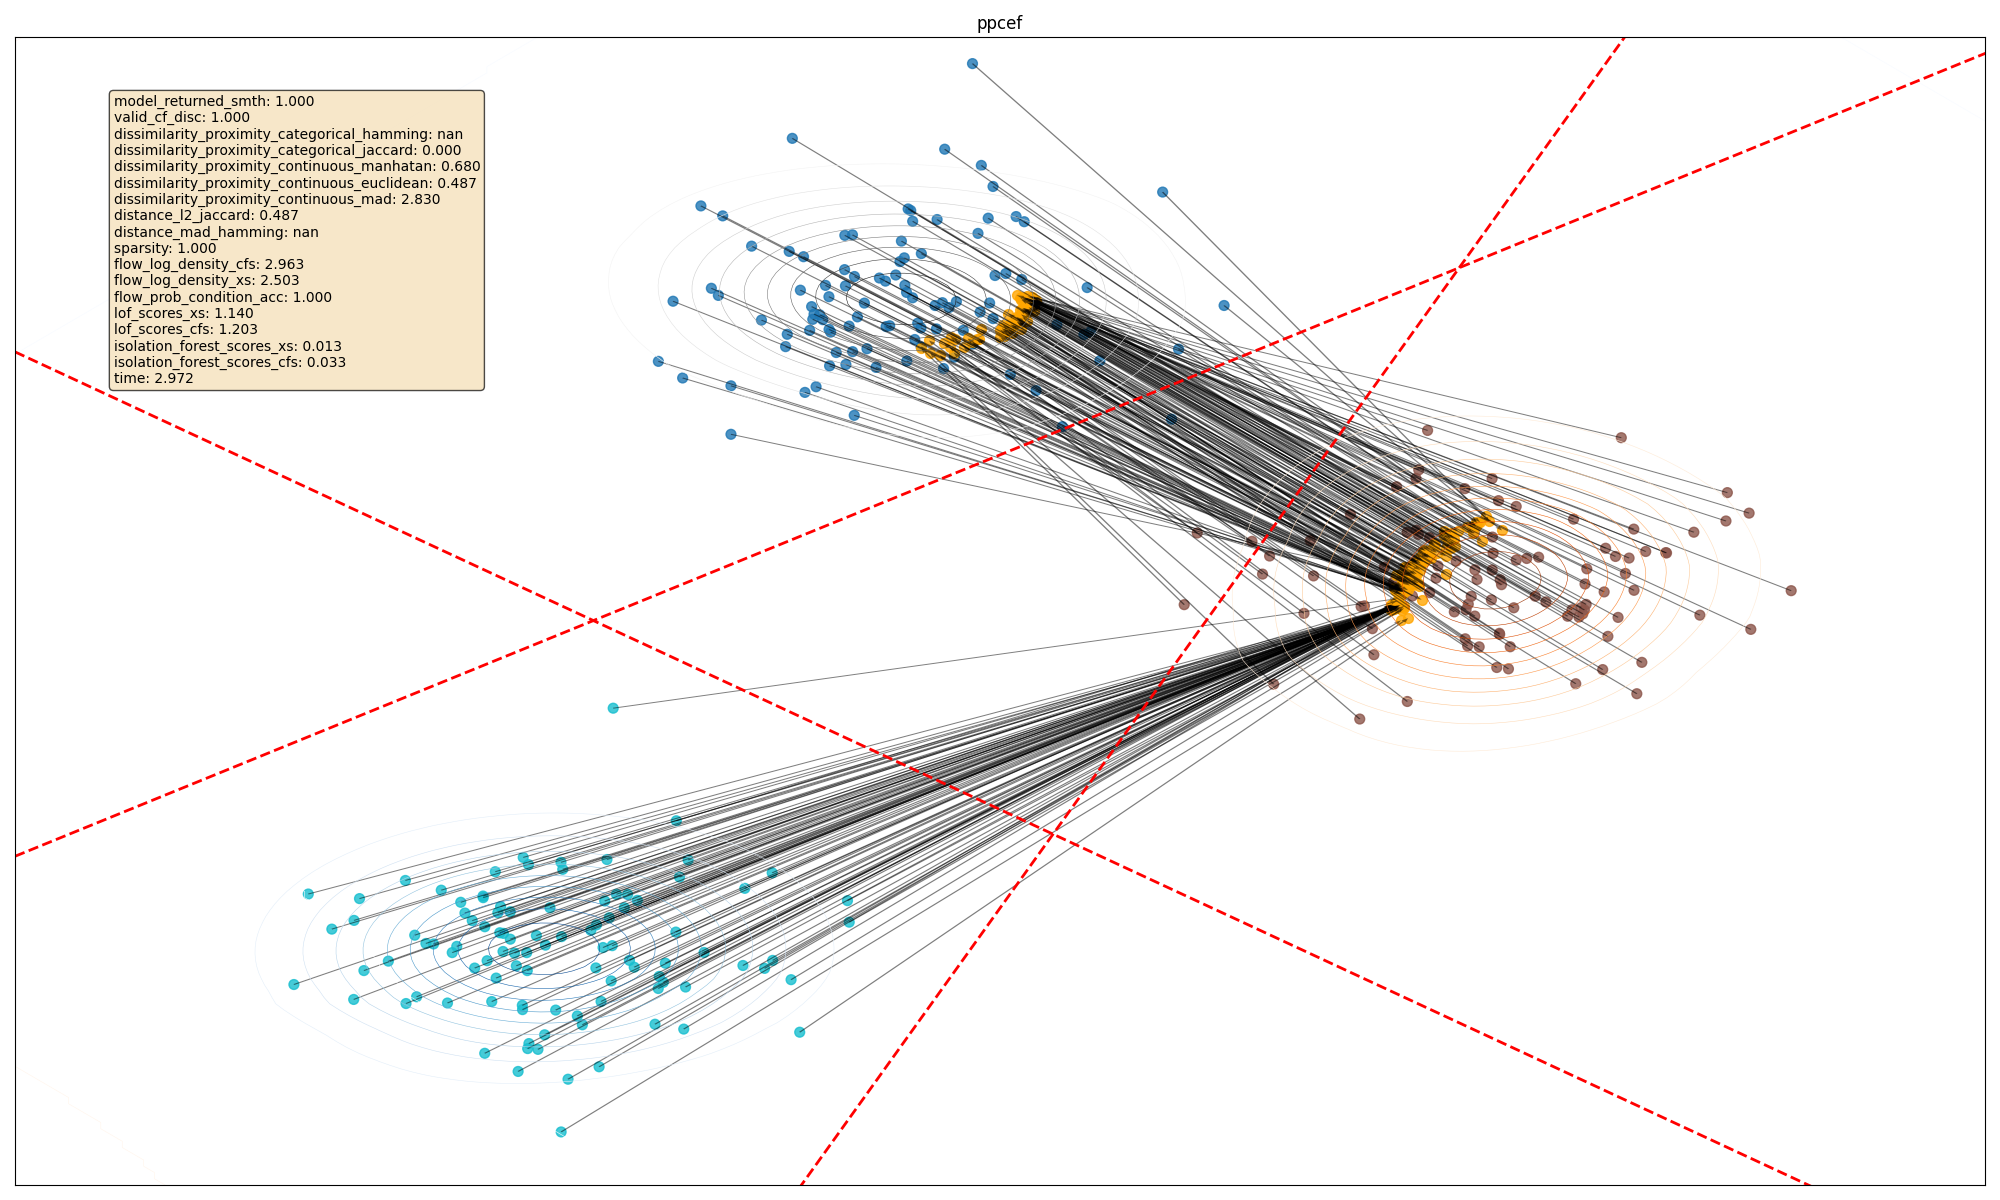 ppcef
model_returned_smth: 1.000
valid_cf_disc: 1.000
dissimilarity_proximity_categorical_hamming: nan
dissimilarity_proximity_categorical_jaccard: 0.000
dissimilarity_proximity_continuous_manhatan: 0.680
dissimilarity_proximity_continuous_euclidean: 0.487
dissimilarity_proximity_continuous_mad: 2.830
distance_l2_jaccard: 0.487
distance_mad_hamming: nan
sparsity: 1.000
flow_log_density_cfs: 2.963
flow_log_density_xs: 2.503
flow_prob_condition_acc: 1.000
lof_scores_xs: 1.140
lof_scores_cfs: 1.203
isolation_forest_scores_xs: 0.013
isolation_forest_scores_cfs: 0.033
time: 2.972